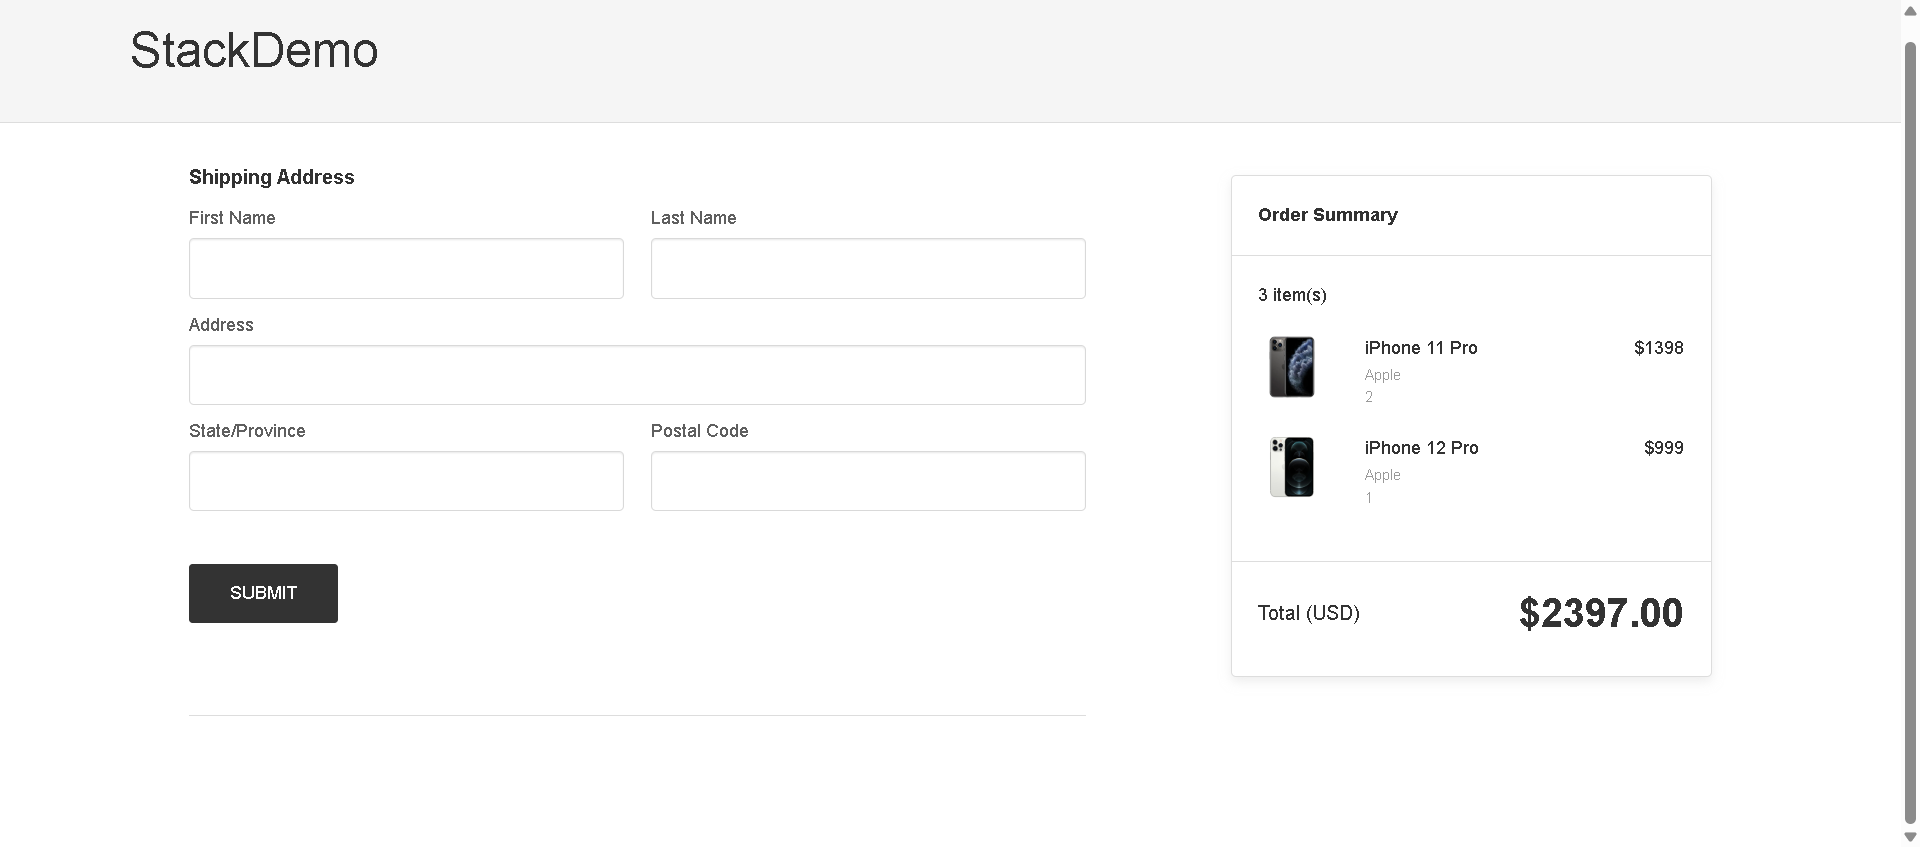 StackDemo
Shipping Address
First Name
Last Name
Address
State/Province
Postal Code
SUBMIT
Order Summary
3 item(s)
iPhone 11 Pro
$1398
Apple
2
iPhone 12 Pro
$999
Apple
1
Total (USD)
$2397.00